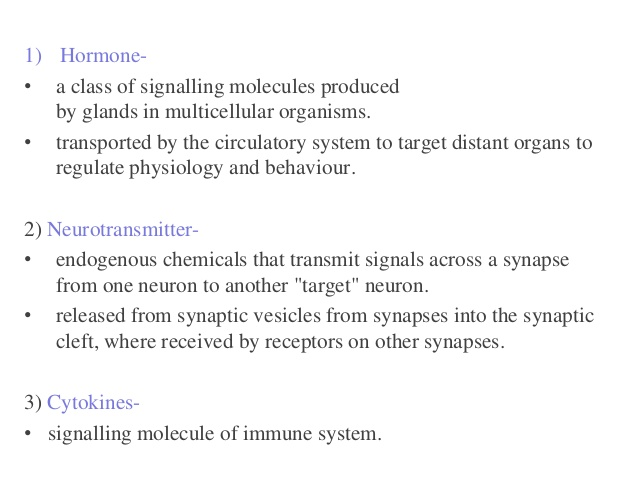 1) Hormone-
• a class of signalling molecules produced
by glands in multicellular organisms.
• transported by the circulatory system to target distant organs to
regulate physiology and behaviour.
2) Neurotransmitter-
• endogenous chemicals that transmit signals across a synapse
from one neuron to another "target" neuron.
• released from synaptic vesicles from synapses into the synaptic
cleft, where received by receptors on other synapses.
3) Cytokines-
• signalling molecule of immune system.